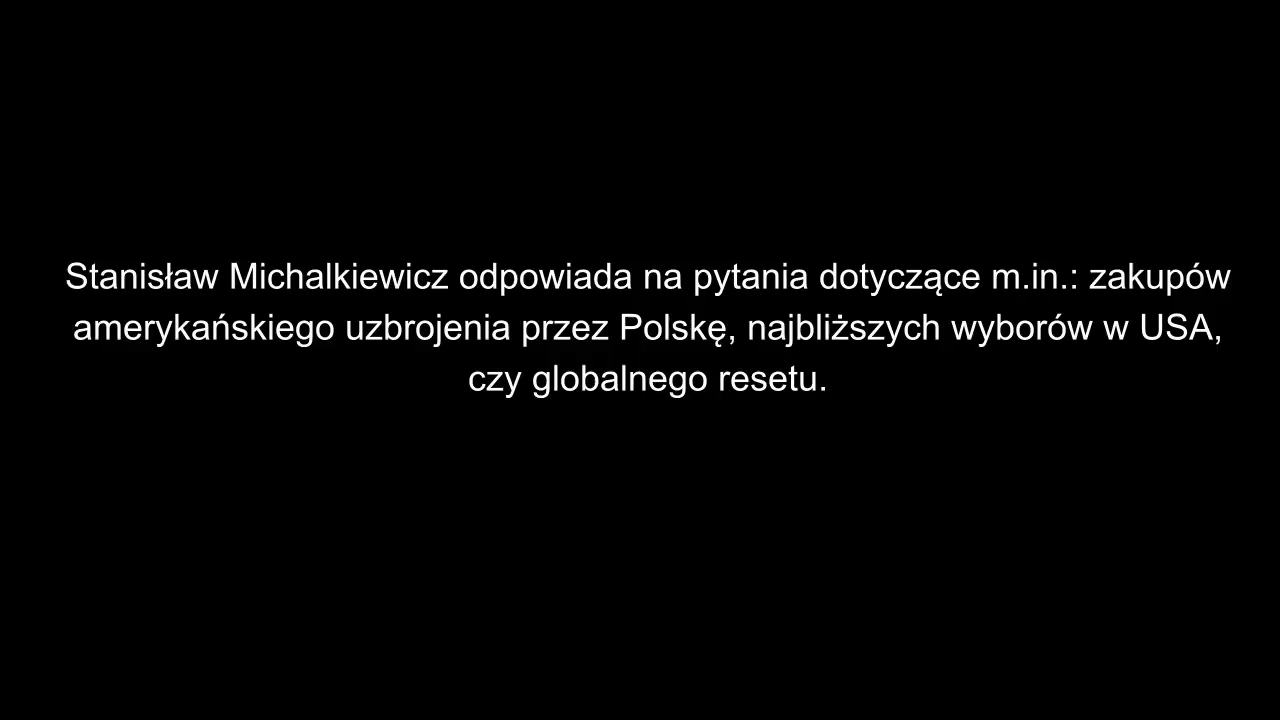 Stanisław Michalkiewicz odpowiada na pytania dotyczące m.in.: zakupów
amerykańskiego uzbrojenia przez Polskę, najbliższych wyborów w USA,
czy globalnego resetu.